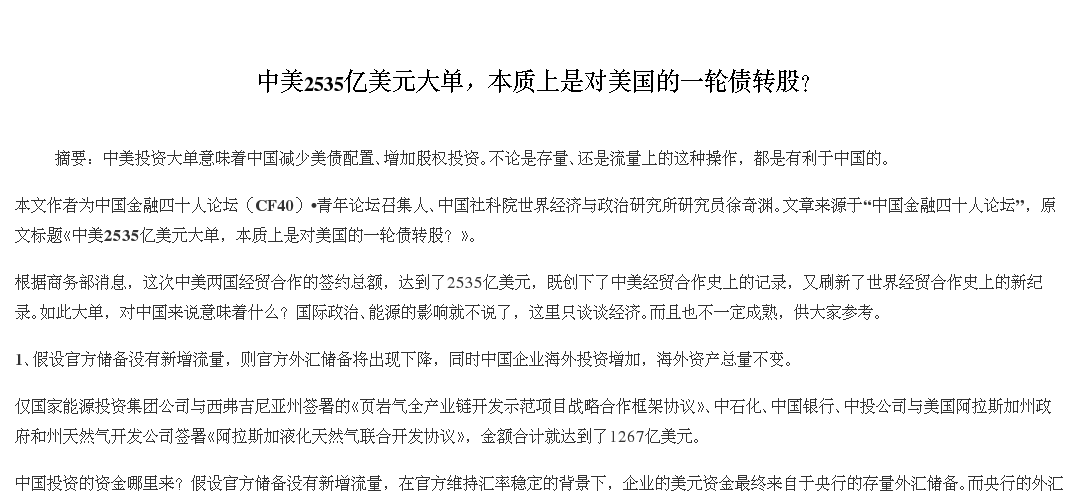 中美2535亿美元大单，本质上是对美国的一轮债转股？
摘要：中美投资大单意味着中国减少美债配置、增加股权投资。不论是存量、还是流量上的这种操作，都是有利于中国的。
本文作者为中国金融四十人论坛（CF40）•青年论坛召集人、中国社科院世界经济与政治研究所研究员徐奇渊。文章来源于“中国金融四十人论坛”，原
文标题《中美2535亿美元大单，本质上是对美国的一轮债转股？》。
根据商务部消息，这次中美两国经贸合作的签约总额，达到了2535亿美元，既创下了中美经贸合作史上的记录，又刷新了世界经贸合作史上的新纪
录。如此大单，对中国来说意味着什么？国际政治、能源的影响就不说了，这里只谈谈经济。而且也不一定成熟，供大家参考。
1、假设官方储备没有新增流量，则官方外汇储备将出现下降，同时中国企业海外投资增加，海外资产总量不变。
仅国家能源投资集团公司与西弗吉尼亚州签署的《页岩气全产业链开发示范项目战略合作框架协议》、中石化、中国银行、中投公司与美国阿拉斯加州政
府和州天然气开发公司签署《阿拉斯加液化天然气联合开发协议》，金额合计就达到了1267亿美元。
中国投资的资金哪里来？假设官方储备没有新增流量，在官方维持汇率稳定的背景下，企业的美元资金最终来自于央行的存量外汇储备。而央行的外汇